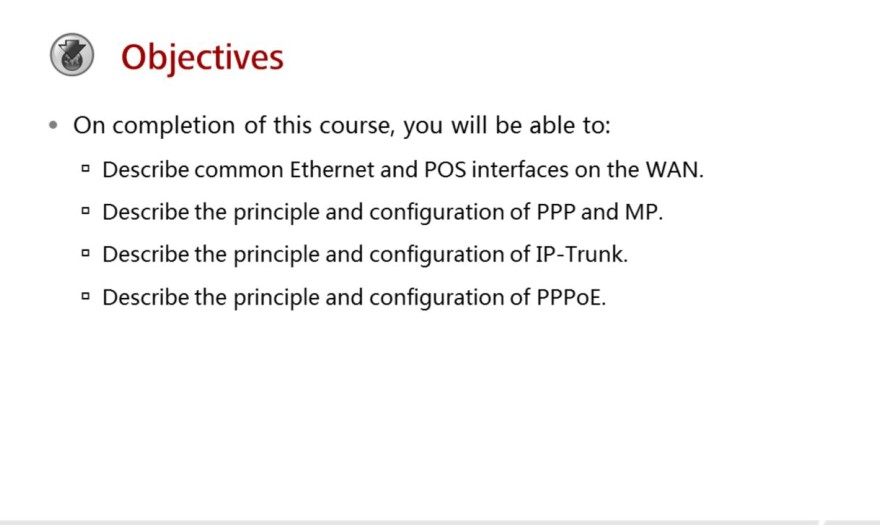 Objectives
• On completion of this course, you will be able to:
▫ Describe common Ethernet and POS interfaces on the WAN.
▫ Describe the principle and configuration of PPP and MP.
▫ Describe the principle and configuration of IP-Trunk.
▫ Describe the principle and configuration of PPPoE.